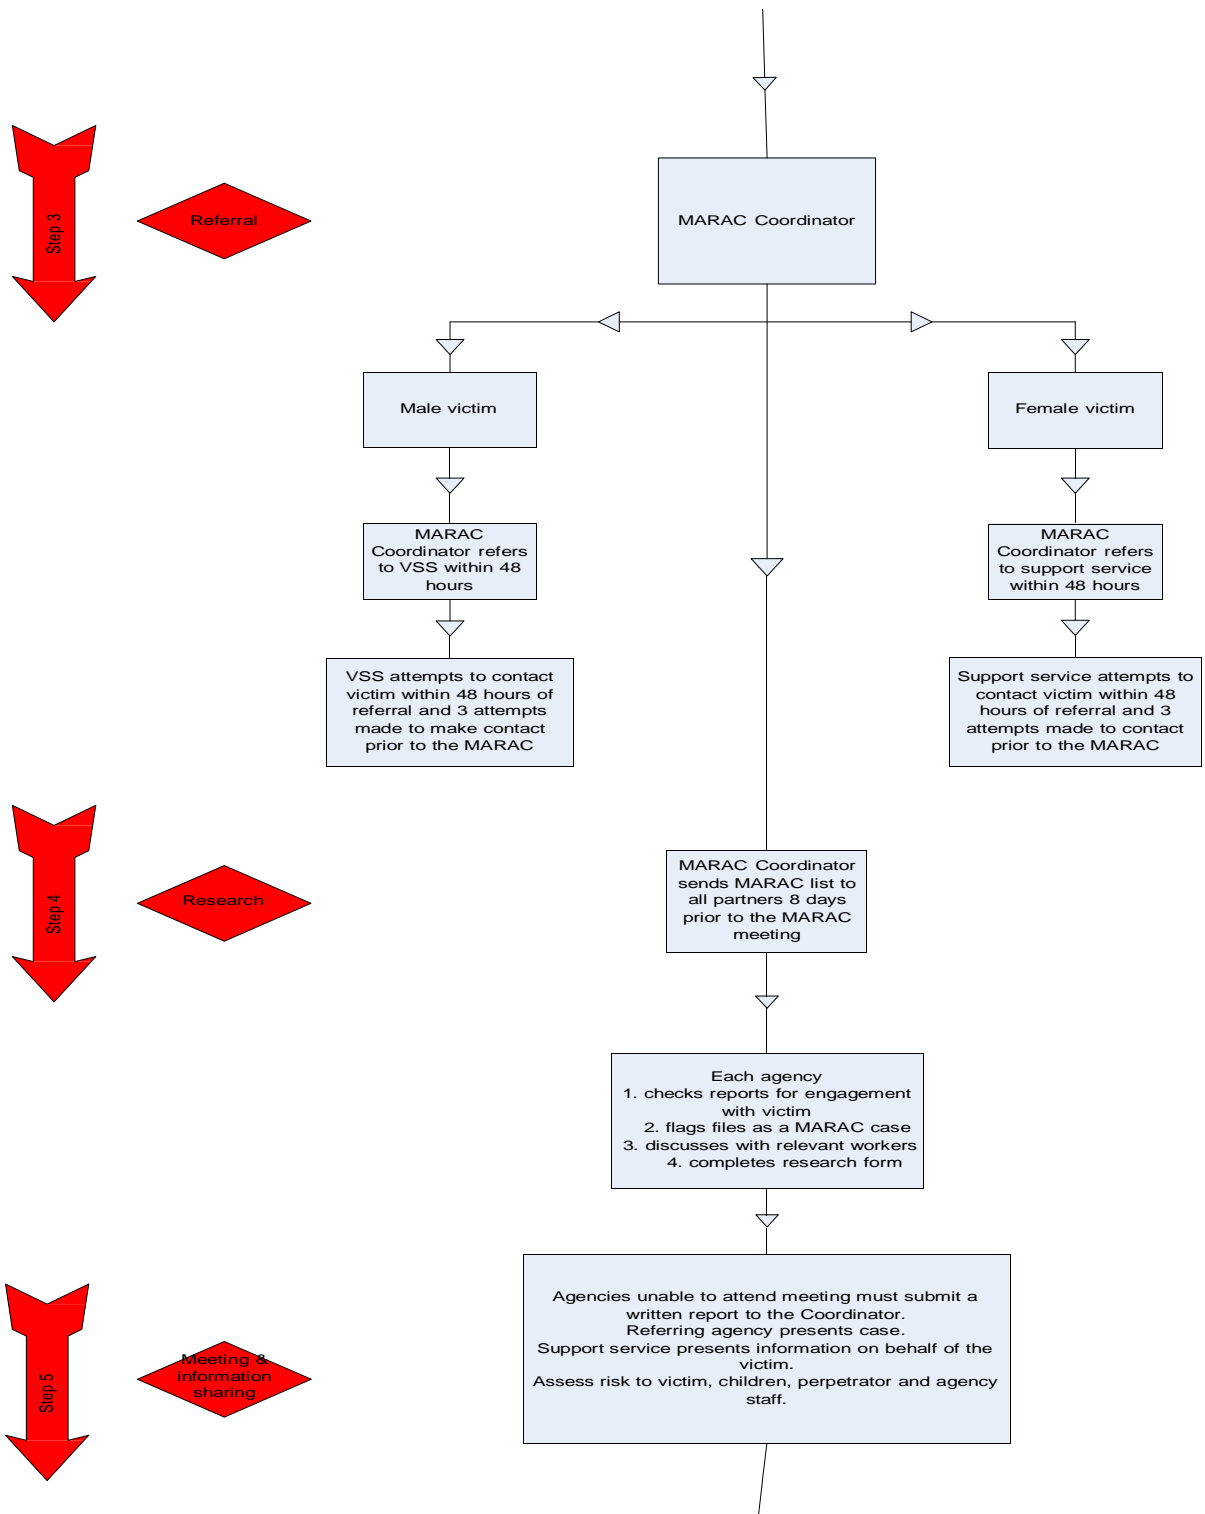 Step 3
Referral
MARAC Coordinator
Male victim
Female victim
MARAC
Coordinator refers
to VSS within 48
hours
MARAC
Coordinator refers
to support service
within 48 hours
VSS attempts to contact
victim within 48 hours of
referral and 3 attempts
made to make contact
prior to the MARAC
Support service attempts to
contact victim within 48
hours of referral and 3
attempts made to contact
prior to the MARAC
Step 4
Research
MARAC Coordinator
sends MARAC list to
all partners 8 days
prior to the MARAC
meeting
Each agency
1. checks reports for engagement
with victim
2. flags files as a MARAC case
3. discusses with relevant workers
4. completes research form
Step 5
Meeting &
information
sharing
Agencies unable to attend meeting must submit a
written report to the Coordinator.
Referring agency presents case.
Support service presents information on behalf of the
victim.
Assess risk to victim, children, perpetrator and agency
staff.